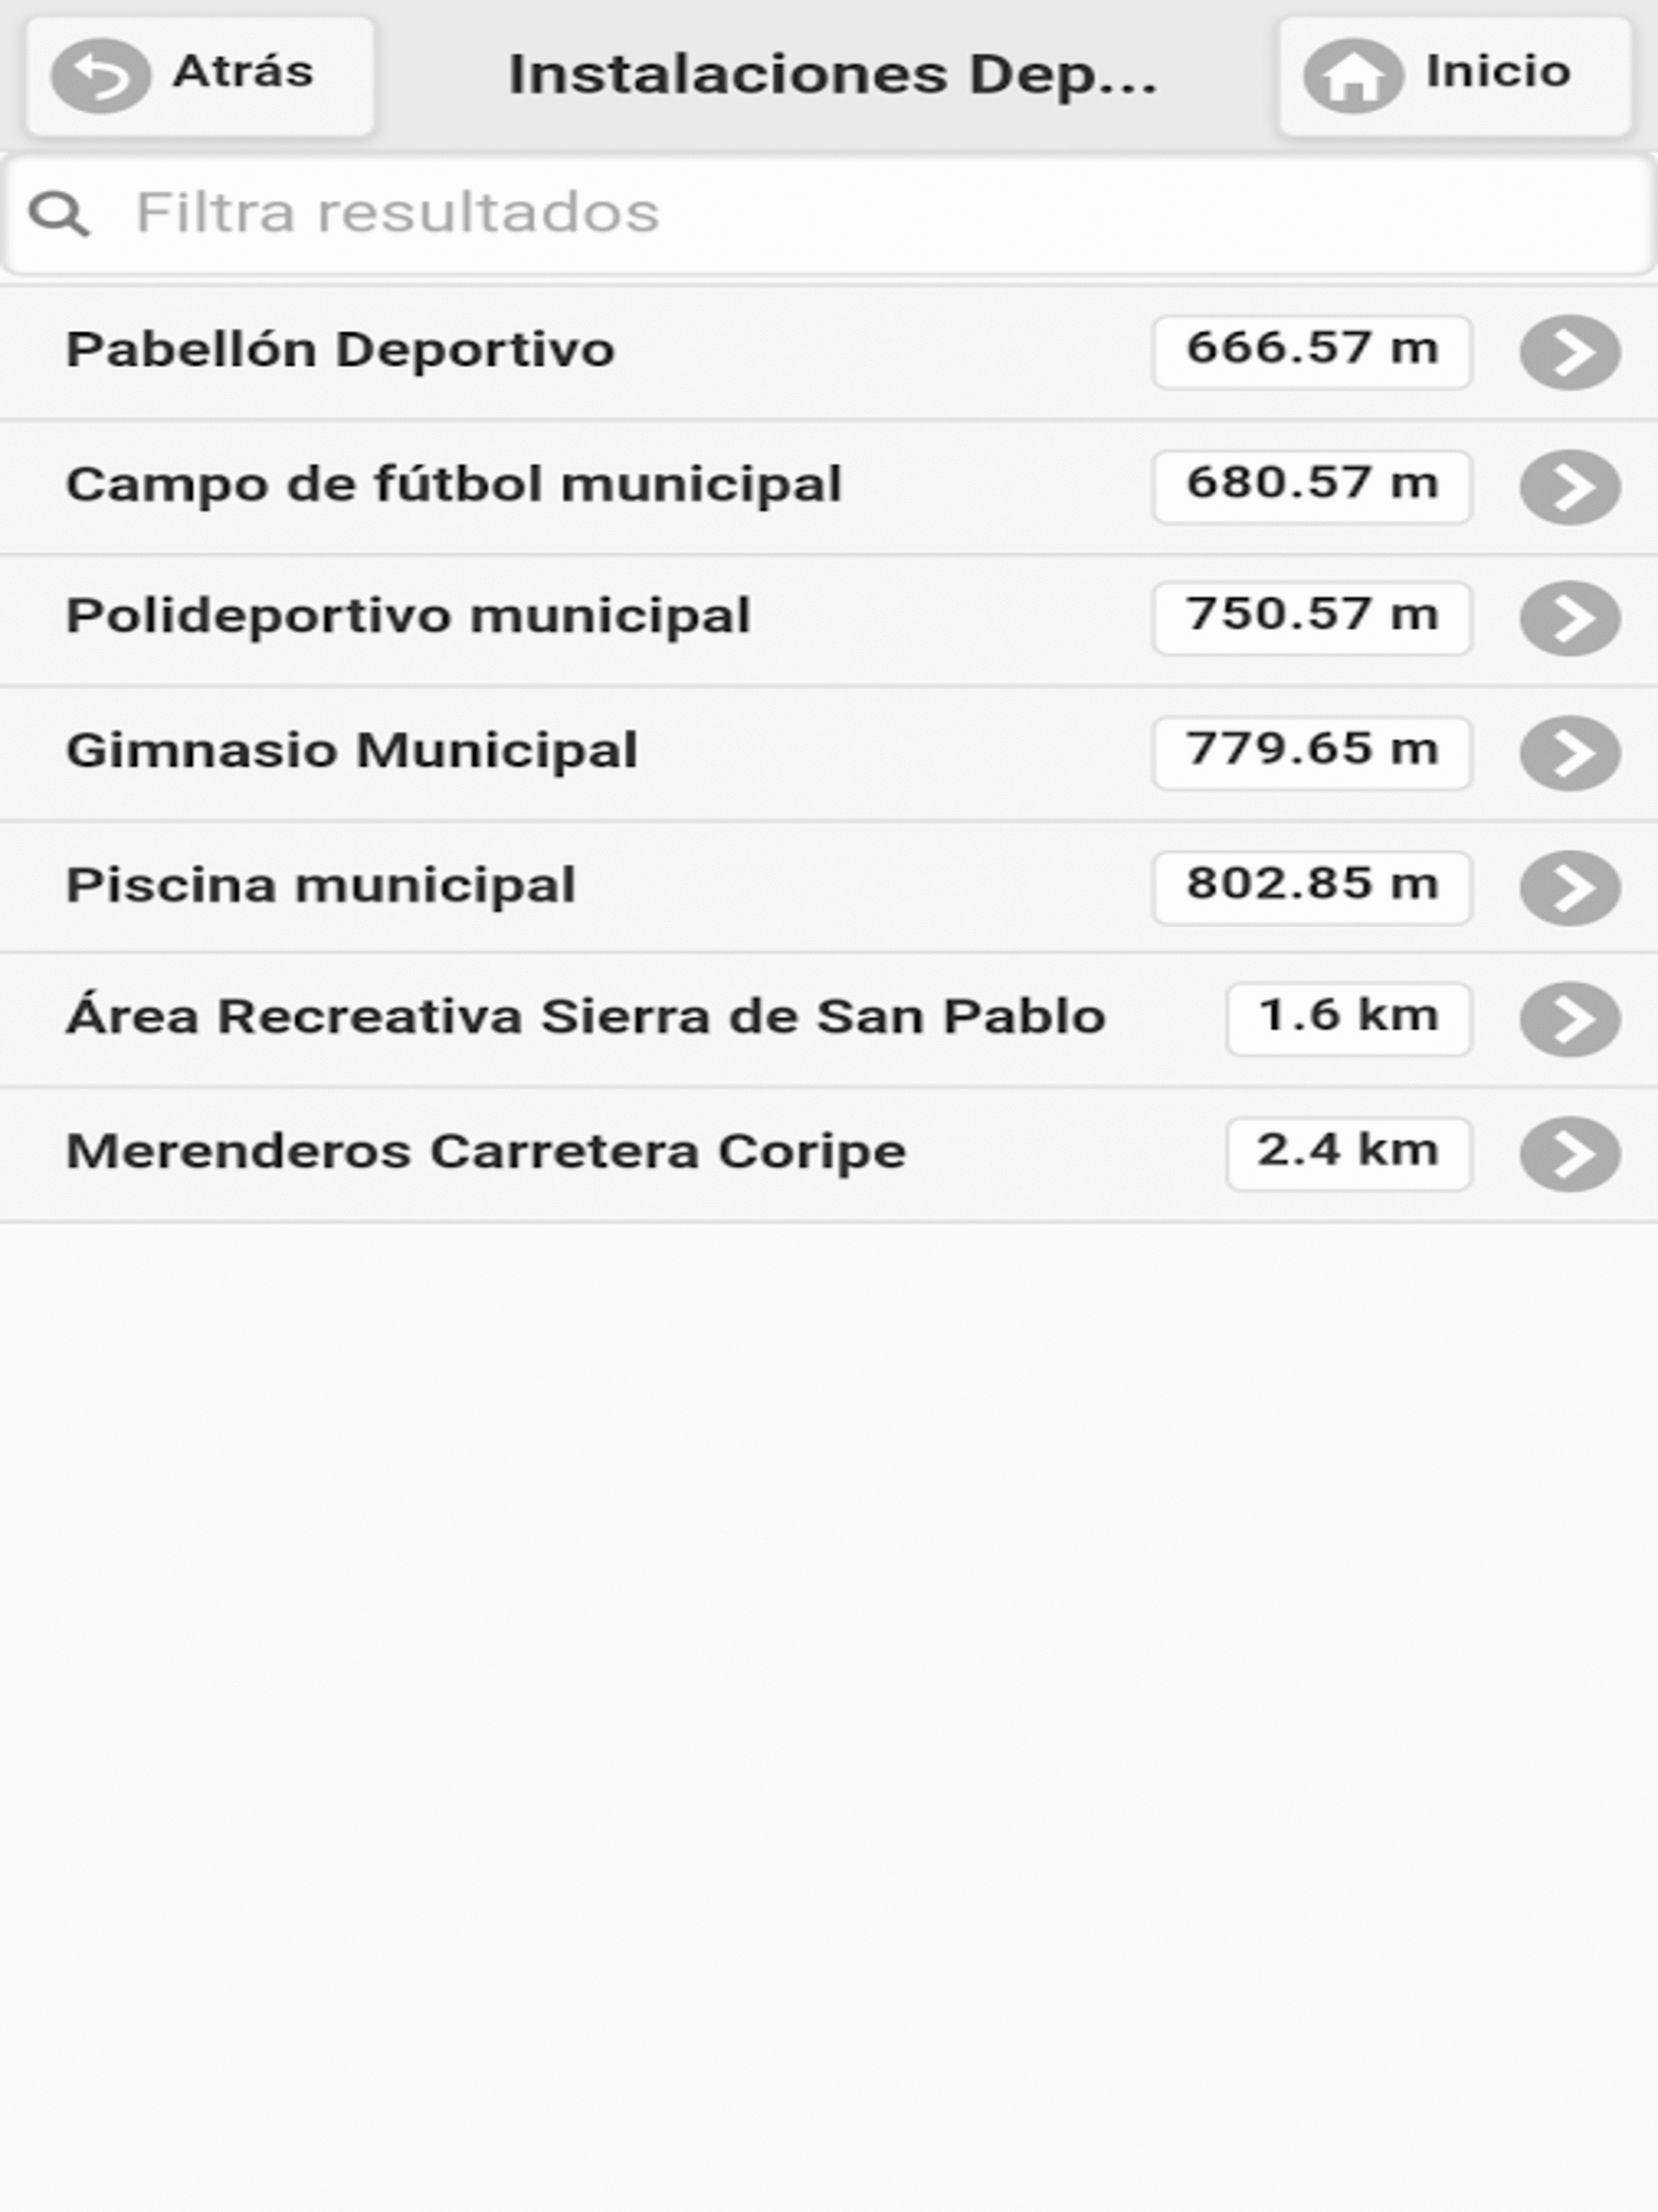 Atrás
Instalaciones Dep...
Inicio
Filtra resultados
Pabellón Deportivo 666.57 m
Campo de fútbol municipal 680.57 m
Polideportivo municipal 750.57 m
Gimnasio Municipal 779.65 m
Piscina municipal 802.85 m
Área Recreativa Sierra de San Pablo 1.6 km
Merenderos Carretera Coripe 2.4 km